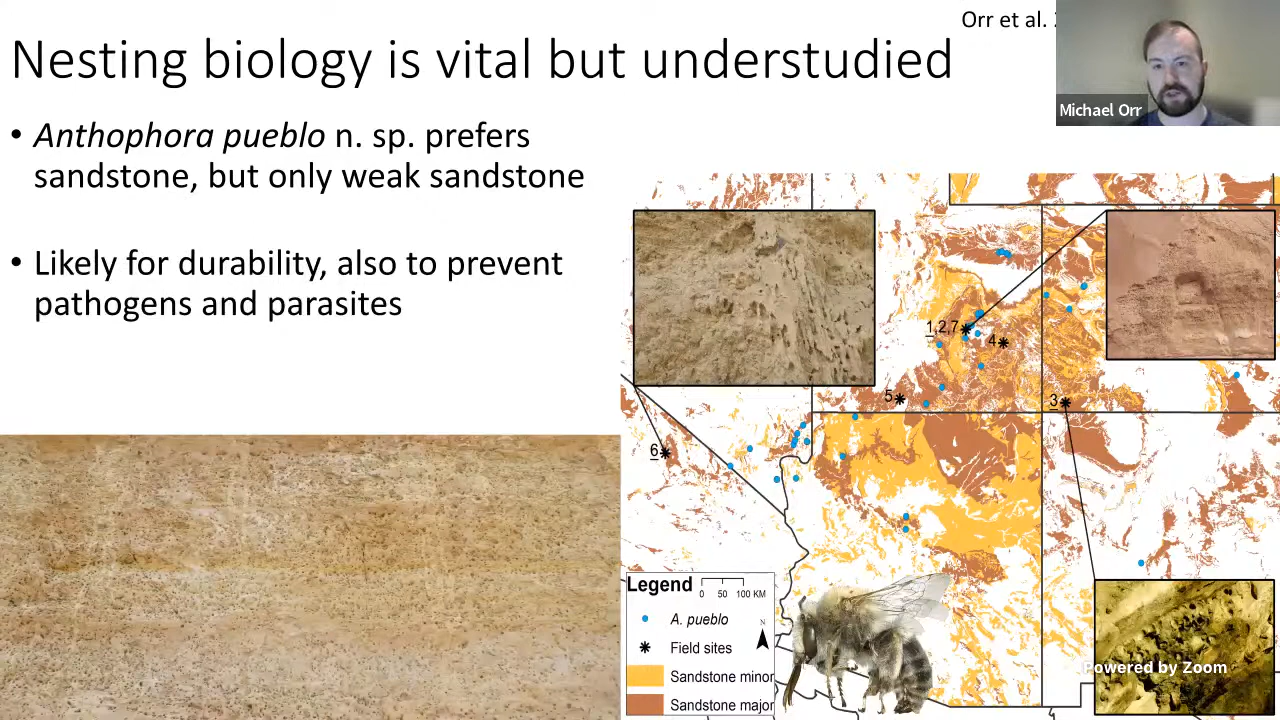 Orr et al.
Nesting biology is vital but understudied
Michael Orr
• Anthophora pueblo n. sp. prefers
sandstone, but only weak sandstone
• Likely for durability, also to prevent
pathogens and parasites
1,2,7
4
5
3
6
Legend
0 50 100 KM
A. pueblo
N
Field sites
Sandstone minor
Sandstone major
Powered by Zoom